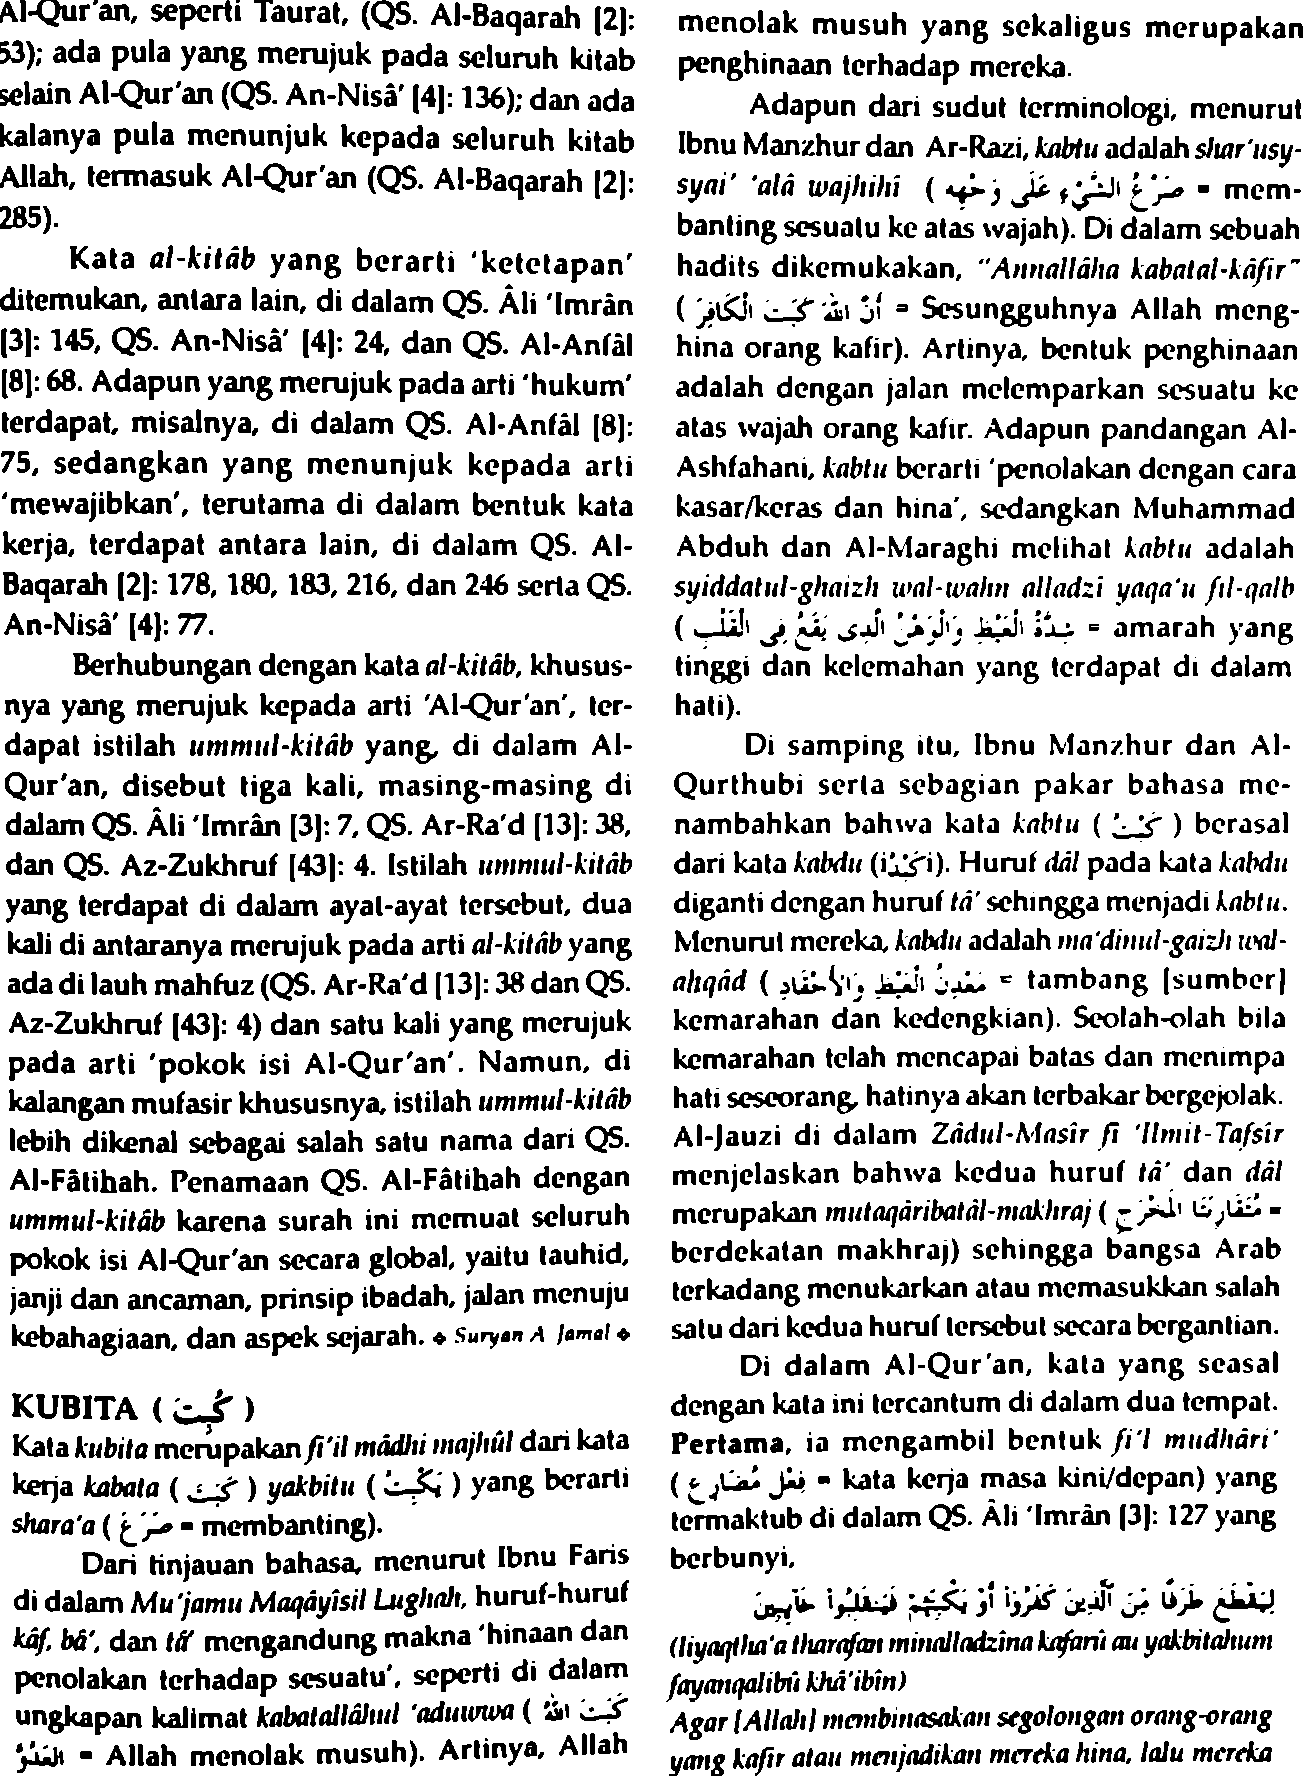 Al-Qur'an, seperti Taurat, (QS. Al-Baqarah [2]:
53); ada pula yang merujuk pada seluruh kitab
selain Al-Qur'an (QS. An-Nisâ' [4]: 136); dan ada
kalanya pula menunjuk kepada seluruh kitab
Allah, termasuk Al-Qur'an (QS. Al-Baqarah [2]:
285).
Kata al-kitâb yang berarti 'ketetapan'
ditemukan, antara lain, di dalam QS. Âli 'Imrân
[3]: 145, QS. An-Nisâ' [4]: 24, dan QS. Al-Anfâl
[8]: 68. Adapun yang merujuk pada arti 'hukum'
terdapat, misalnya, di dalam QS. Al-Anfâl [8]:
75, sedangkan yang menunjuk kepada arti
'mewajibkan', terutama di dalam bentuk kata
kerja, terdapat antara lain, di dalam QS. Al-
Baqarah [2]: 178, 180, 183, 216, dan 246 serta QS.
An-Nisâ' [4]: 77.
Berhubungan dengan kata al-kitâb, khusus-
nya yang merujuk kepada arti 'Al-Qur'an', ter-
dapat istilah ummul-kitâb yang, di dalam Al-
Qur'an, disebut tiga kali, masing-masing di
dalam QS. Âli 'Imrân [3]: 7, QS. Ar-Ra'd [13]: 38,
dan QS. Az-Zukhruf [43]: 4. Istilah ummul-kitâb
yang terdapat di dalam ayat-ayat tersebut, dua
kali di antaranya merujuk pada arti al-kitâb yang
ada di lauh mahfuz (QS. Ar-Ra'd [13]: 38 dan QS.
Az-Zukhruf [43]: 4) dan satu kali yang merujuk
pada arti 'pokok isi Al-Qur'an'. Namun, di
kalangan mufasir khususnya, istilah ummul-kitâb
lebih dikenal sebagai salah satu nama dari QS.
Al-Fâtihah. Penamaan QS. Al-Fâtihah dengan
ummul-kitâb karena surah ini memuat seluruh
pokok isi Al-Qur'an secara global, yaitu tauhid,
janji dan ancaman, prinsip ibadah, jalan menuju
kebahagiaan, dan aspek sejarah. ◆ Suryan A Jamal ◆
KUBITA ( كُبِتَ )
Kata kubita merupakan fi'il mâdhi majhûl dari kata
kerja kabata ( كَبَتَ ) yakbitu ( يَكْبِتُ ) yang berarti
shara'a ( صَرَعَ = membanting).
Dari tinjauan bahasa, menurut Ibnu Faris
di dalam Mu'jamu Maqâyîsil Lughah, huruf-huruf
kâf, bâ', dan tâ' mengandung makna 'hinaan dan
penolakan terhadap sesuatu', seperti di dalam
ungkapan kalimat kabatallâhul 'aduwwa ( كَبَتَ اللهُ
الْعَدُوَّ = Allah menolak musuh). Artinya, Allah
menolak musuh yang sekaligus merupakan
penghinaan terhadap mereka.
Adapun dari sudut terminologi, menurut
Ibnu Manzhur dan Ar-Razi, kabtu adalah shar'usy-
syai' 'alâ wajhihî ( صَرْعُ الشَّيْءِ عَلَى وَجْهِهِ = mem-
banting sesuatu ke atas wajah). Di dalam sebuah
hadits dikemukakan, "Annallâha kabatal-kâfir"
( أَنَّ اللهَ كَبَتَ الْكَافِرَ = Sesungguhnya Allah meng-
hina orang kafir). Artinya, bentuk penghinaan
adalah dengan jalan melemparkan sesuatu ke
atas wajah orang kafir. Adapun pandangan Al-
Ashfahani, kabtu berarti 'penolakan dengan cara
kasar/keras dan hina', sedangkan Muhammad
Abduh dan Al-Maraghi melihat kabtu adalah
syiddatul-ghaizh wal-wahn alladzî yaqa'u fil-qalb
( شِدَّةُ الْغَيْظِ وَالْوَهْنُ الَّذِى يَقَعُ فِى الْقَلْبِ = amarah yang
tinggi dan kelemahan yang terdapat di dalam
hati).
Di samping itu, Ibnu Manzhur dan Al-
Qurthubi serta sebagian pakar bahasa me-
nambahkan bahwa kata kabtu ( كَبْتُ ) berasal
dari kata kabdu (كَبْدُ). Huruf dâl pada kata kabdu
diganti dengan huruf tâ' sehingga menjadi kabtu.
Menurut mereka, kabdu adalah ma'dinul-gaizh wal-
ahqâd ( مَعْدِنُ الْغَيْظِ وَالْأَحْقَادِ = tambang [sumber]
kemarahan dan kedengkian). Seolah-olah bila
kemarahan telah mencapai batas dan menimpa
hati seseorang, hatinya akan terbakar bergejolak.
Al-Jauzi di dalam Zâdul-Masîr fî 'Ilmit-Tafsîr
menjelaskan bahwa kedua huruf tâ' dan dâl
merupakan mutaqâribatâl-makhraj ( مُتَقَارِبَتَا الْمَخْرَجِ =
berdekatan makhraj) sehingga bangsa Arab
terkadang menukarkan atau memasukkan salah
satu dari kedua huruf tersebut secara bergantian.
Di dalam Al-Qur'an, kata yang seasal
dengan kata ini tercantum di dalam dua tempat.
Pertama, ia mengambil bentuk fi'l mudhâri'
( فِعْل مُضَارِع = kata kerja masa kini/depan) yang
termaktub di dalam QS. Âli 'Imrân [3]: 127 yang
berbunyi,
لِيَقْطَعَ طَرَفًا مِّنَ الَّذِينَ كَفَرُوا أَوْ يَكْبِتَهُمْ فَيَنقَلِبُوا خَائِبِينَ
(liyaqtha'a tharafan minalladzîna kafarû au yakbitahum
fayanqalibû khâ'ibîn)
Agar [Allah] membinasakan segolongan orang-orang
yang kafir atau menjadikan mereka hina, lalu mereka